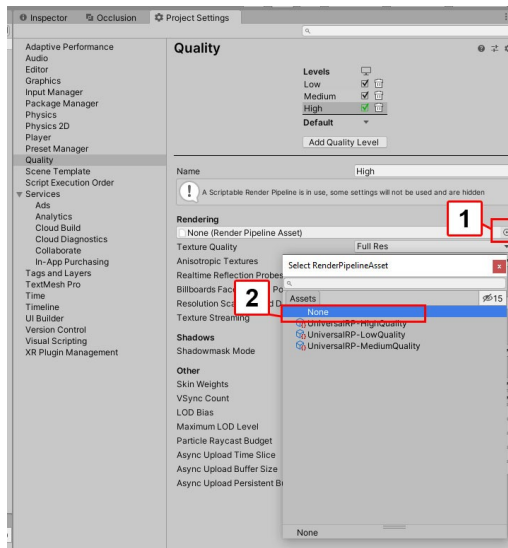 Inspector Occlusion Project Settings
Adaptive Performance
Audio
Editor
Graphics
Input Manager
Package Manager
Physics
Physics 2D
Player
Preset Manager
Quality
Scene Template
Script Execution Order
Services
Ads
Analytics
Cloud Build
Cloud Diagnostics
Collaborate
In-App Purchasing
Tags and Layers
TextMesh Pro
Time
Timeline
UI Builder
Version Control
Visual Scripting
XR Plugin Management
Quality
Levels
Low
Medium
High
Default
Add Quality Level
Name High
A Scriptable Render Pipeline is in use, some settings will not be used and are hidden
1
Rendering
None (Render Pipeline Asset)
Texture Quality Full Res
Anisotropic Textures
Realtime Reflection Probes
Billboards Face Po
Resolution Sca D
Texture Streaming
Shadows
Shadowmask Mode
Other
Skin Weights
VSync Count
LOD Bias
Maximum LOD Level
Particle Raycast Budget
Async Upload Time Slice
Async Upload Buffer Size
Async Upload Persistent Bu
Select RenderPipelineAsset
x
2
Assets 15
None
UniversalRP-HighQuality
UniversalRP-LowQuality
UniversalRP-MediumQuality
None